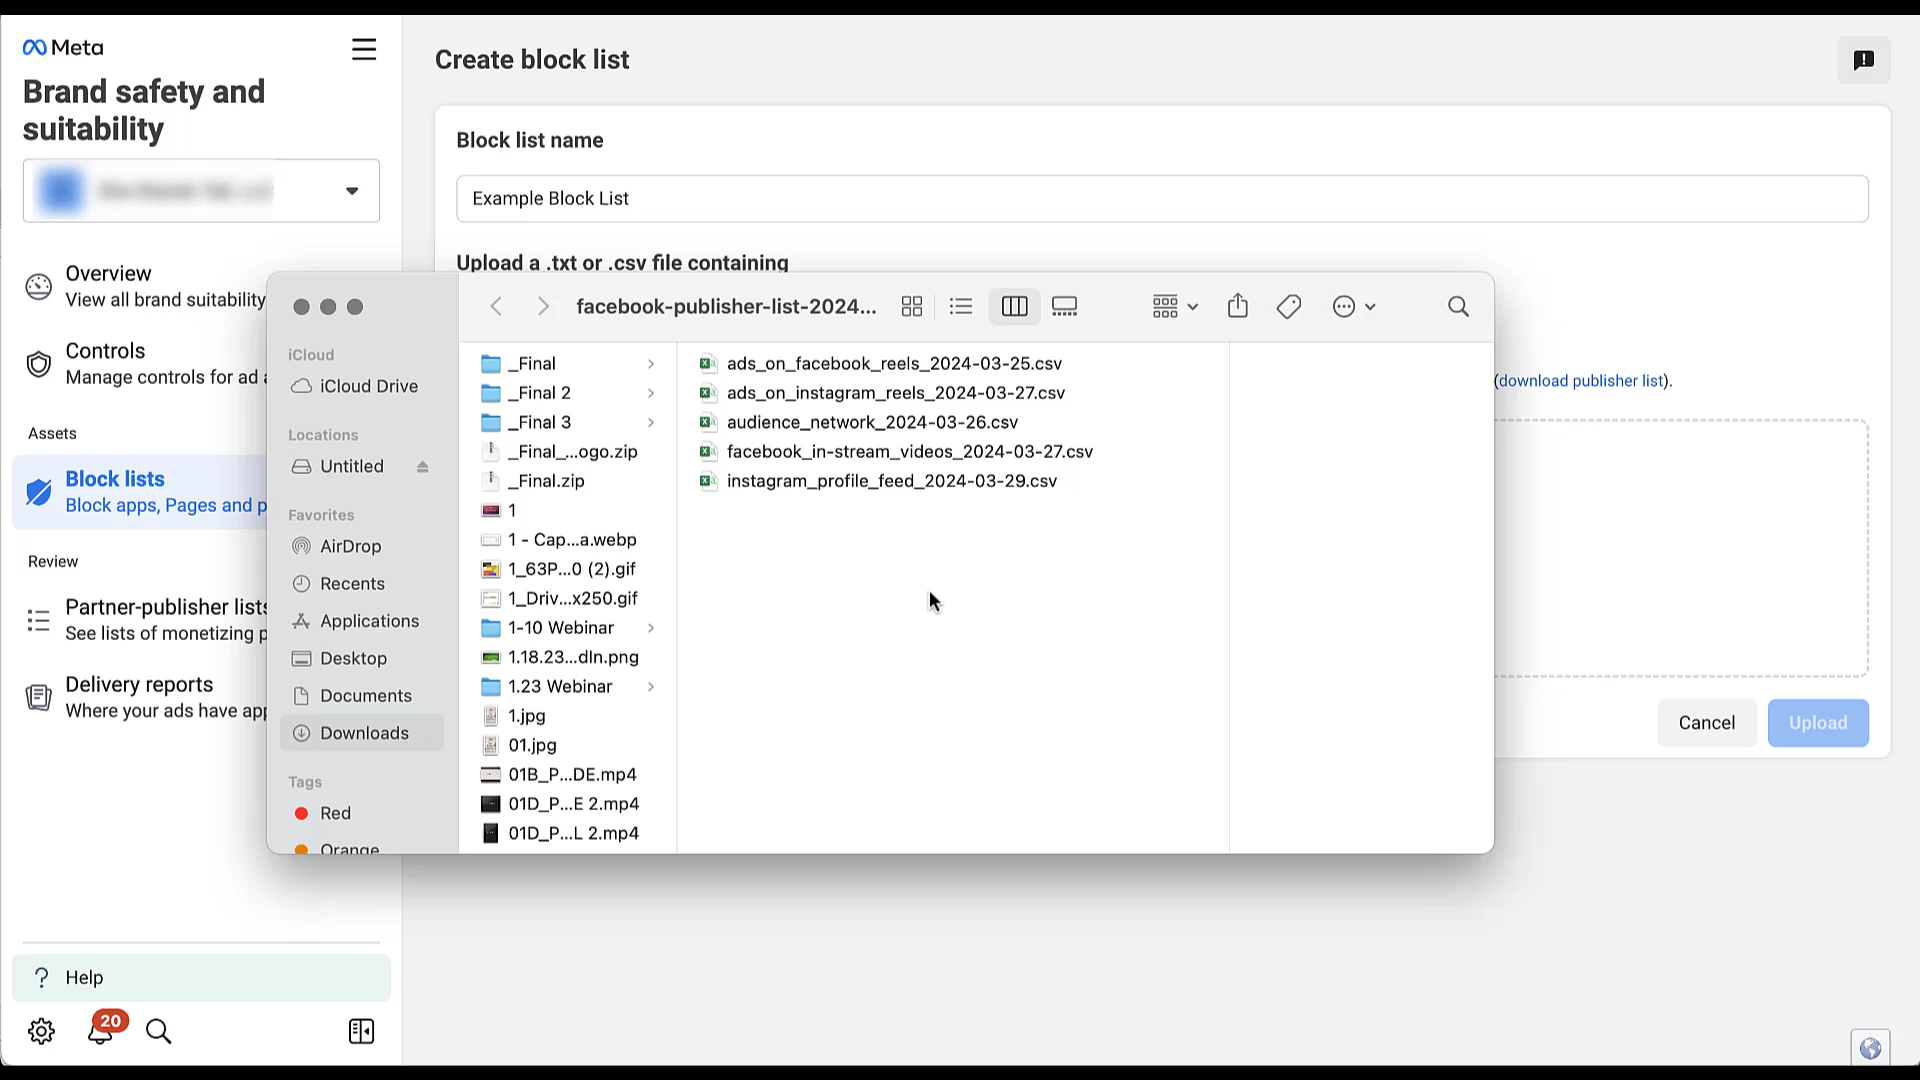 Meta
Brand safety and
suitability
Overview
View all brand suitability
Controls
Manage controls for ad a
Assets
Block lists
Block apps, Pages and p
Review
Partner-publisher lists
See lists of monetizing p
Delivery reports
Where your ads have app
Help
20
Create block list
Block list name
Example Block List
Upload a .txt or .csv file containing
(download publisher list).
Cancel
Upload
facebook-publisher-list-2024...
iCloud
iCloud Drive
Locations
Untitled
Favorites
AirDrop
Recents
Applications
Desktop
Documents
Downloads
Tags
Red
Orange
_Final
_Final 2
_Final 3
_Final_...ogo.zip
_Final.zip
1
1 - Cap...a.webp
1_63P...0 (2).gif
1_Driv...x250.gif
1-10 Webinar
1.18.23...dln.png
1.23 Webinar
1.jpg
01.jpg
01B_P...DE.mp4
01D_P...E 2.mp4
01D_P...L 2.mp4
ads_on_facebook_reels_2024-03-25.csv
ads_on_instagram_reels_2024-03-27.csv
audience_network_2024-03-26.csv
facebook_in-stream_videos_2024-03-27.csv
instagram_profile_feed_2024-03-29.csv